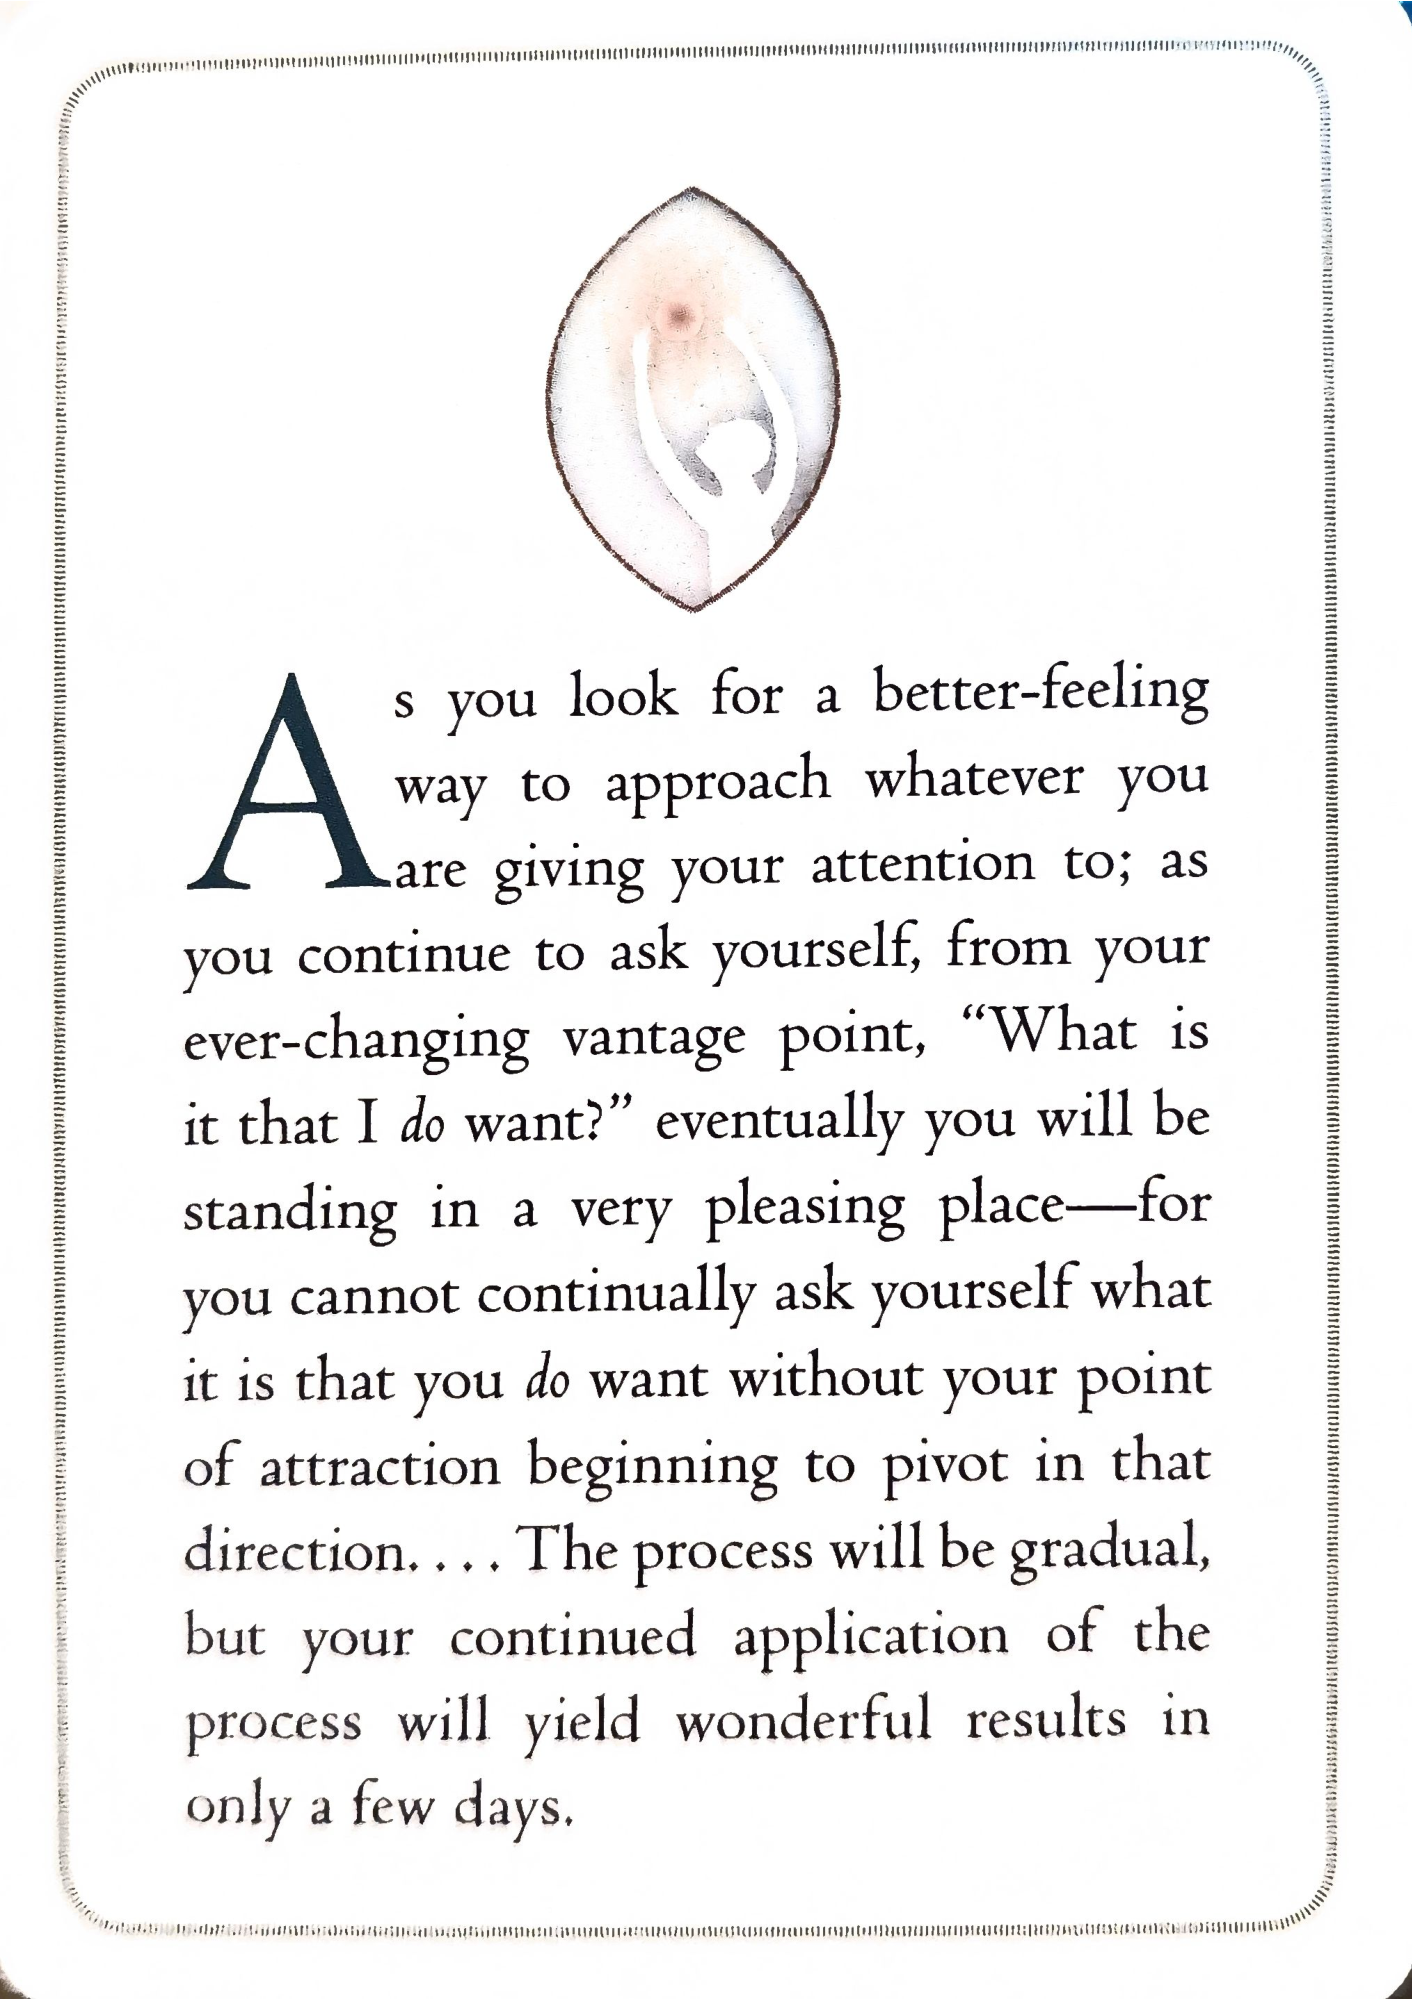 As you look for a better-feeling
way to approach whatever you
are giving your attention to; as
you continue to ask yourself, from your
ever-changing vantage point, “What is
it that I do want?” eventually you will be
standing in a very pleasing place—for
you cannot continually ask yourself what
it is that you do want without your point
of attraction beginning to pivot in that
direction. . . . The process will be gradual,
but your continued application of the
process will yield wonderful results in
only a few days.